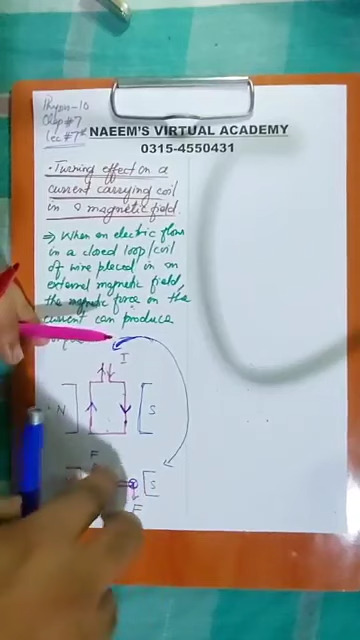 Physics-10
Chap#7
Lec#7
NAEEM'S VIRTUAL ACADEMY
0315-4550431
• Turning effect on a
current carrying coil
in a magnetic field.
⇒ When an electric flows
in a closed loop/coil
of wire placed in an
external magnetic field,
the magnetic force on the
current can produce
I
N S
F
S
F